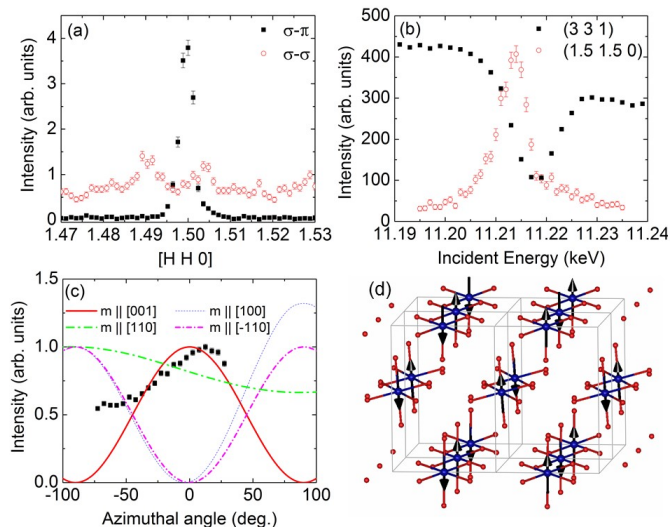 (a)
σ-π
σ-σ
4
3
2
1
0
1.47 1.48 1.49 1.50 1.51 1.52 1.53
[H H 0]
Intensity (arb. units)
(b)
(3 3 1)
(1.5 1.5 0)
500
400
300
200
100
0
11.19 11.21 11.22 11.23 11.24
Incident Energy (keV)
Intensity (arb. units)
(c)
m || [001]
m || [100]
m || [110]
m || [-110]
1.5
1.0
0.5
0.0
-100 -50 0 50 100
Azimuthal angle (deg.)
Intensity (arb. units)
(d)